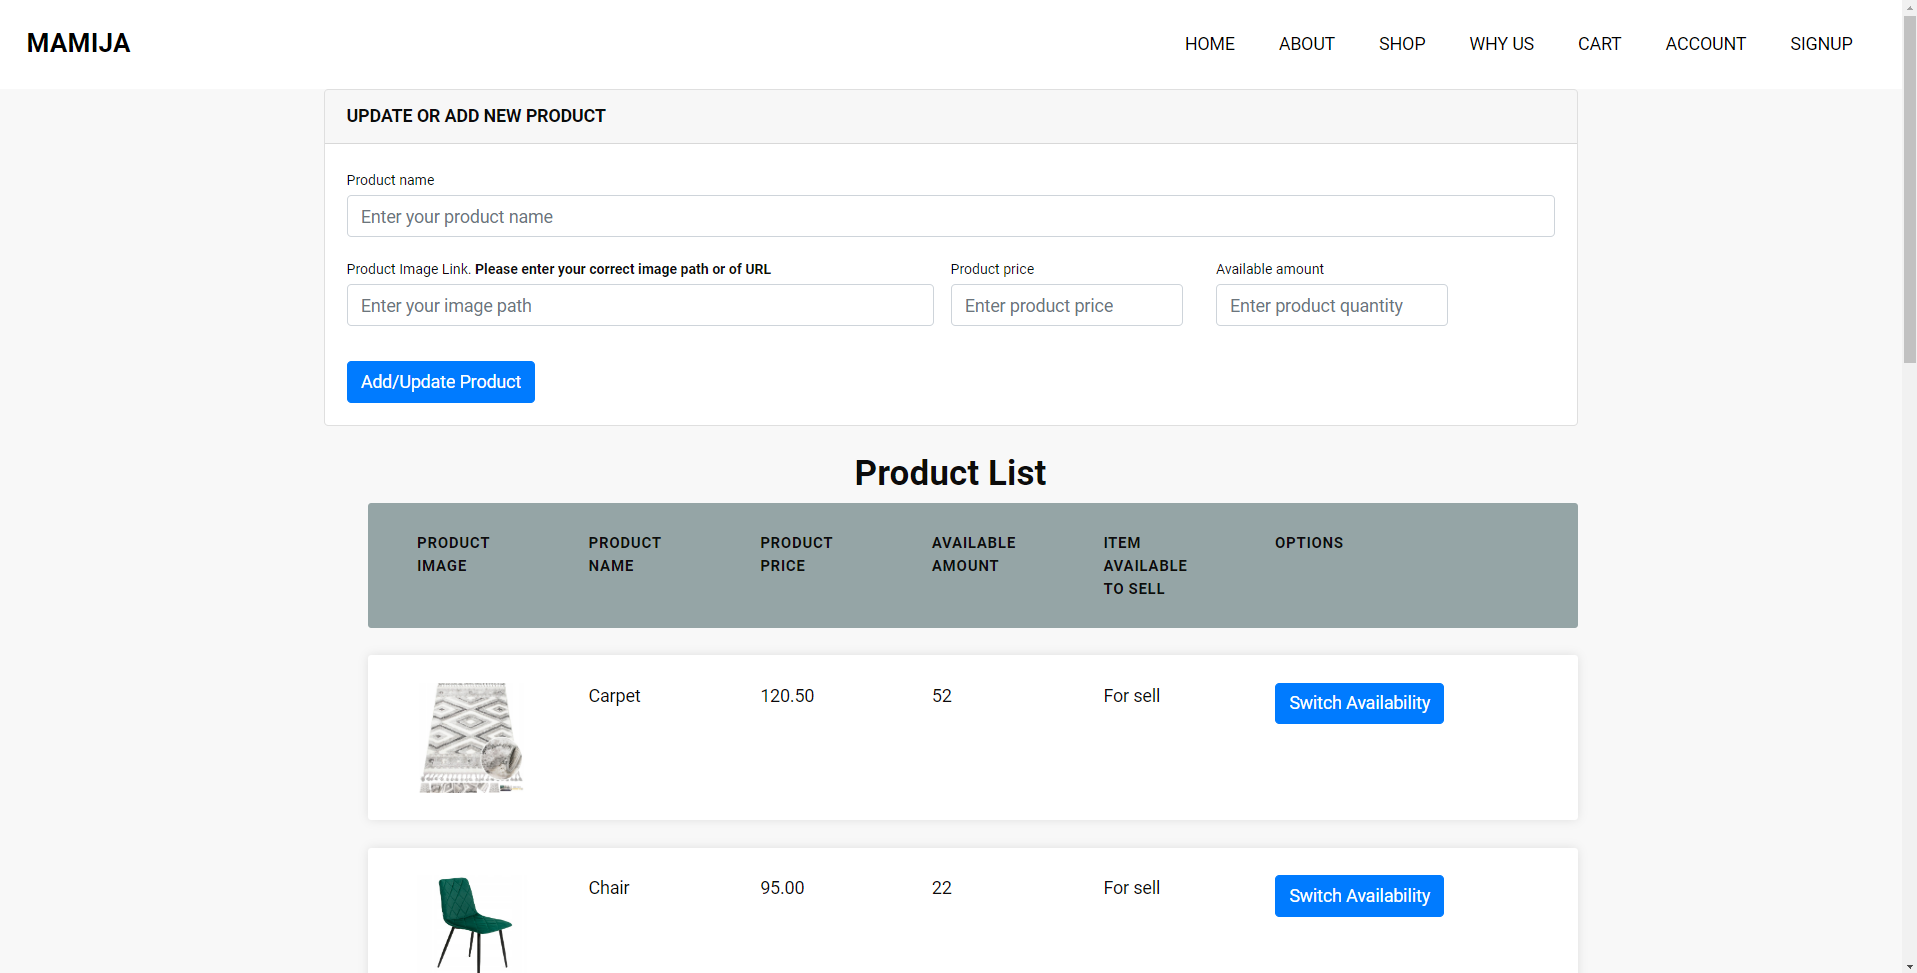 MAMIJA
HOME ABOUT SHOP WHY US CART ACCOUNT SIGNUP
UPDATE OR ADD NEW PRODUCT
Product name
Enter your product name
Product Image Link. Please enter your correct image path or of URL
Enter your image path
Product price
Enter product price
Available amount
Enter product quantity
Add/Update Product
Product List
PRODUCT
IMAGE
PRODUCT
NAME
PRODUCT
PRICE
AVAILABLE
AMOUNT
ITEM
AVAILABLE
TO SELL
OPTIONS
Carpet 120.50 52 For sell Switch Availability
Chair 95.00 22 For sell Switch Availability